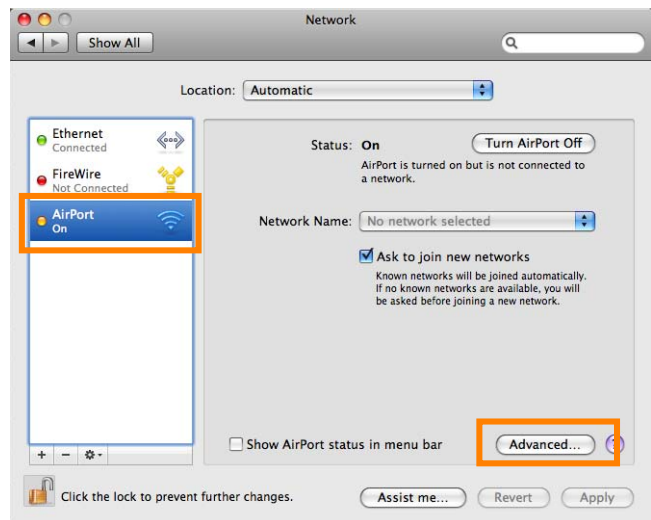 Network
Show All
Location: Automatic
Ethernet
Connected
FireWire
Not Connected
AirPort
On
Status: On
Turn AirPort Off
AirPort is turned on but is not connected to
a network.
Network Name: No network selected
Ask to join new networks
Known networks will be joined automatically.
If no known networks are available, you will
be asked before joining a new network.
Show AirPort status in menu bar
Advanced... ?
Click the lock to prevent further changes.
Assist me... Revert Apply